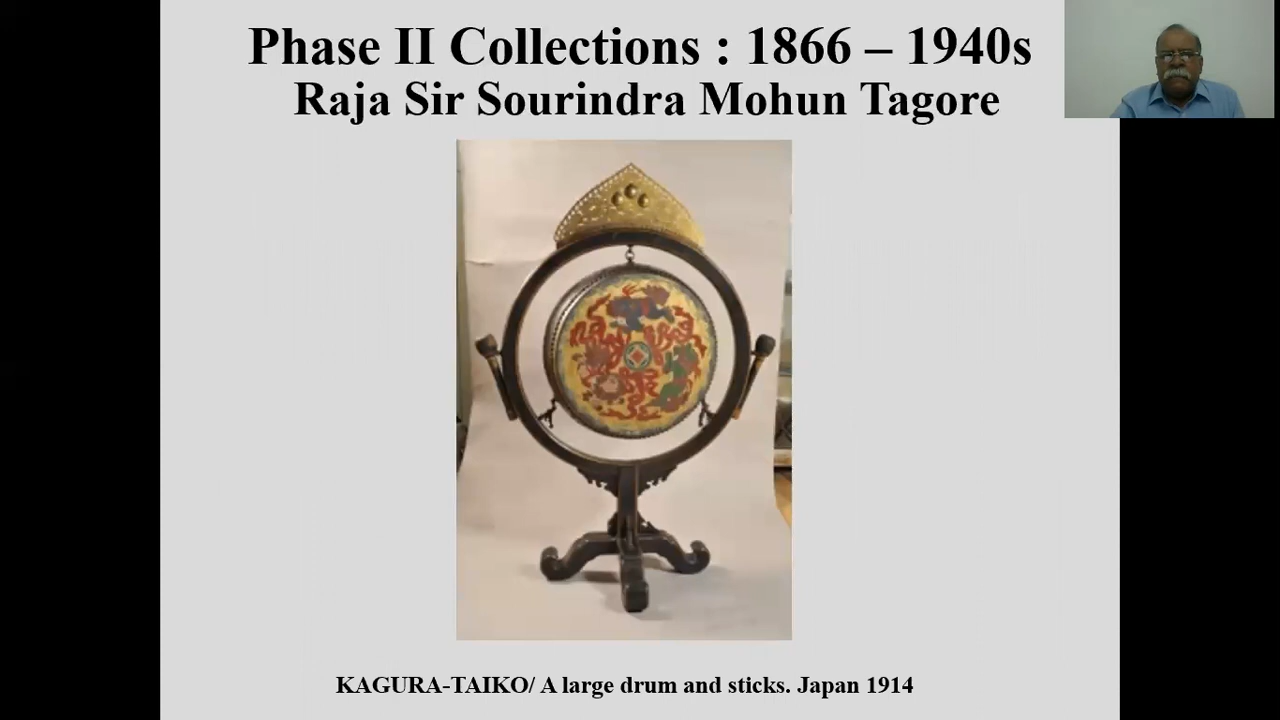 Phase II Collections : 1866 – 1940s
Raja Sir Sourindra Mohun Tagore
KAGURA-TAIKO/ A large drum and sticks. Japan 1914